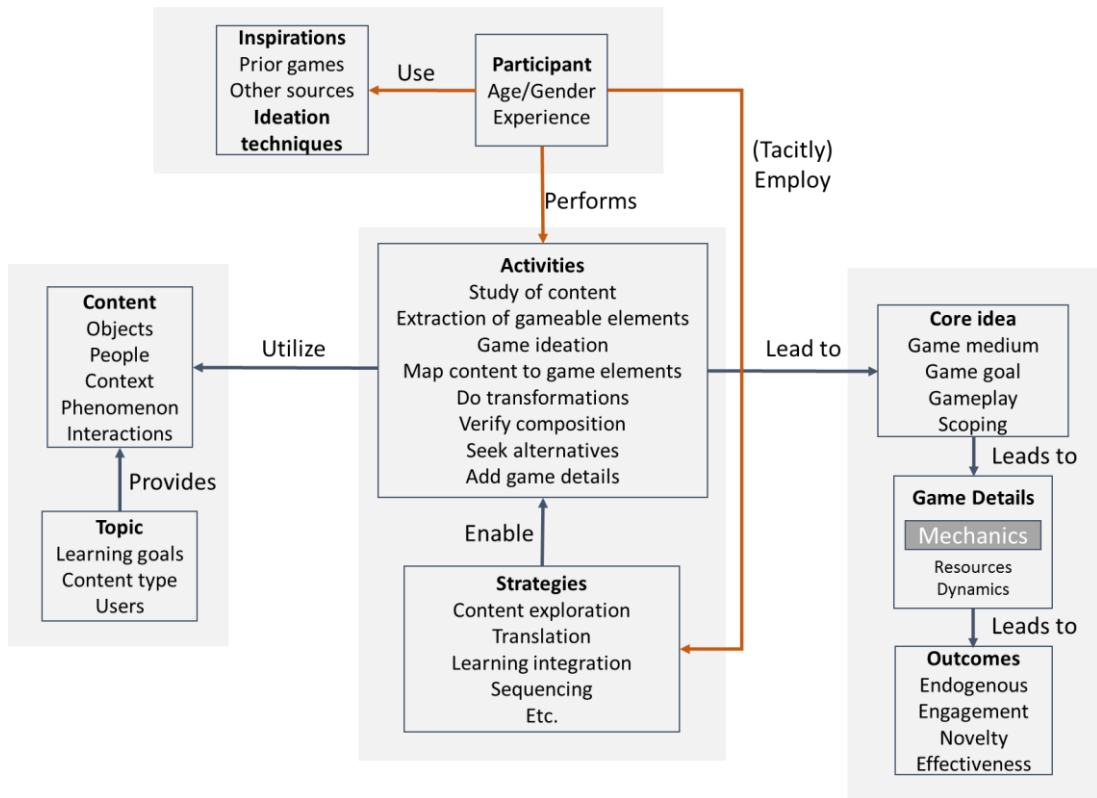 Inspirations
Prior games
Other sources
Ideation
techniques
Use
Participant
Age/Gender
Experience
(Tacitly)
Employ
Performs
Activities
Study of content
Extraction of gameable elements
Game ideation
Map content to game elements
Do transformations
Verify composition
Seek alternatives
Add game details
Content
Objects
People
Context
Phenomenon
Interactions
Utilize
Lead to
Core idea
Game medium
Game goal
Gameplay
Scoping
Provides
Topic
Learning goals
Content type
Users
Enable
Strategies
Content exploration
Translation
Learning integration
Sequencing
Etc.
Leads to
Game Details
Mechanics
Resources
Dynamics
Leads to
Outcomes
Endogenous
Engagement
Novelty
Effectiveness